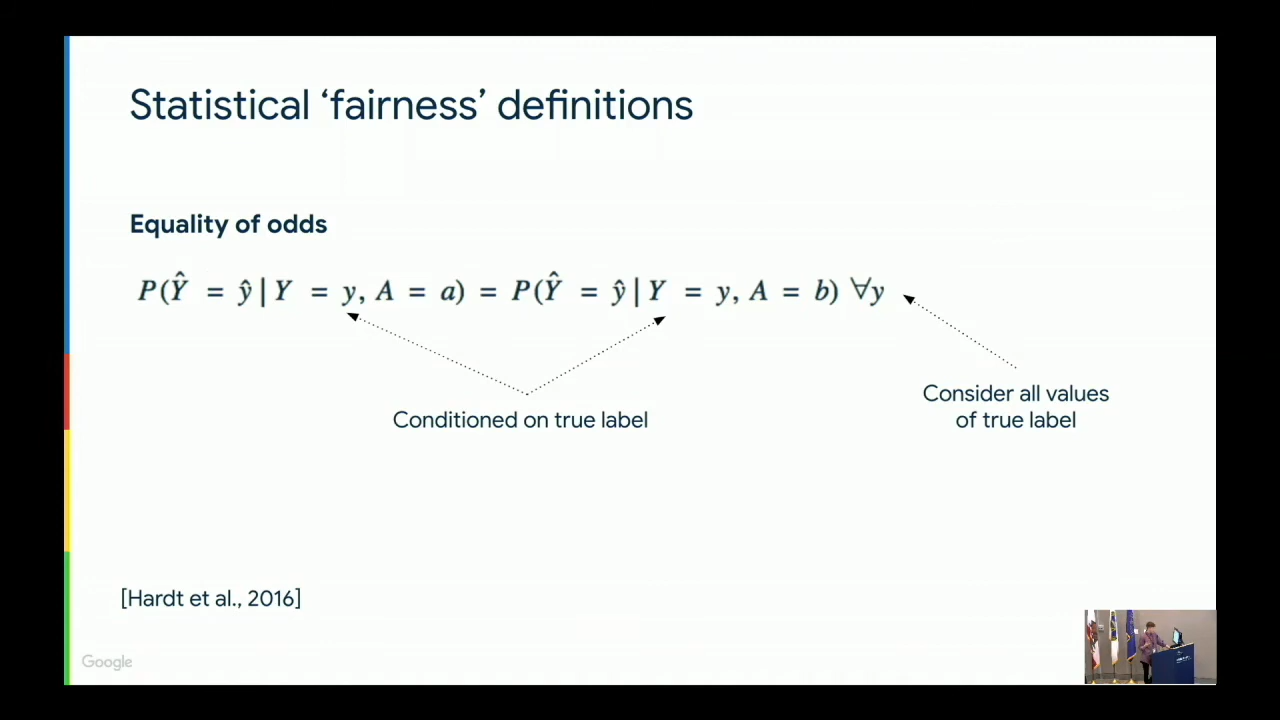 Statistical ‘fairness’ definitions
Equality of odds
P(Ŷ = ŷ | Y = y, A = a) = P(Ŷ = ŷ | Y = y, A = b) ∀y
Conditioned on true label
Consider all values
of true label
[Hardt et al., 2016]
Google